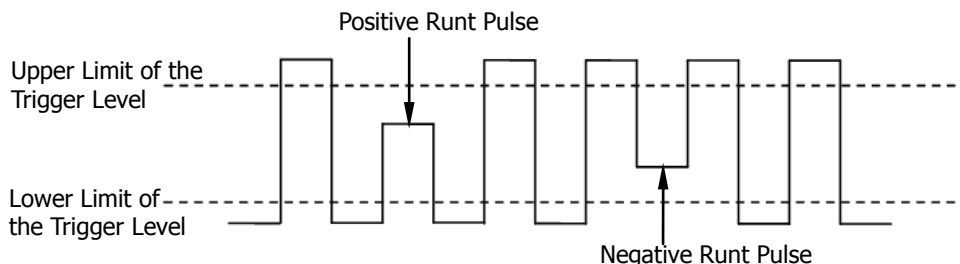 Positive Runt Pulse
Upper Limit of the
Trigger Level
Lower Limit of
the Trigger Level
Negative Runt Pulse